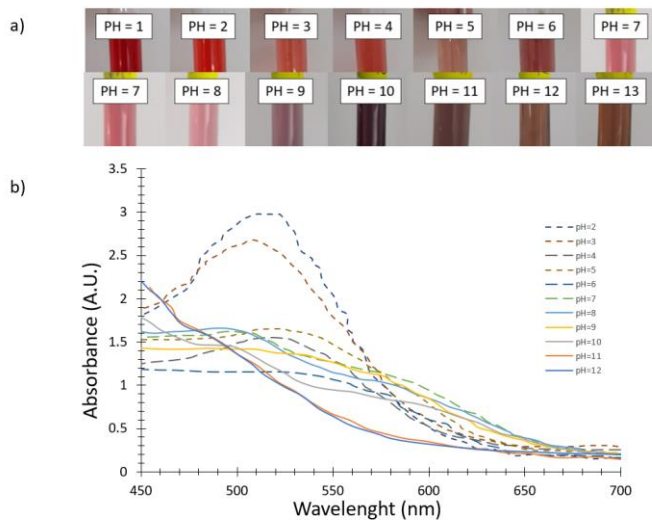 a)
PH = 1 PH = 2 PH = 3 PH = 4 PH = 5 PH = 6 PH = 7
PH = 7 PH = 8 PH = 9 PH = 10 PH = 11 PH = 12 PH = 13
b)
3.5
3
2.5
2
1.5
1
0.5
0
Absorbance (A.U.)
450 500 550 600 650 700
Wavelenght (nm)
pH=2
pH=3
pH=4
pH=5
pH=6
pH=7
pH=8
pH=9
pH=10
pH=11
pH=12